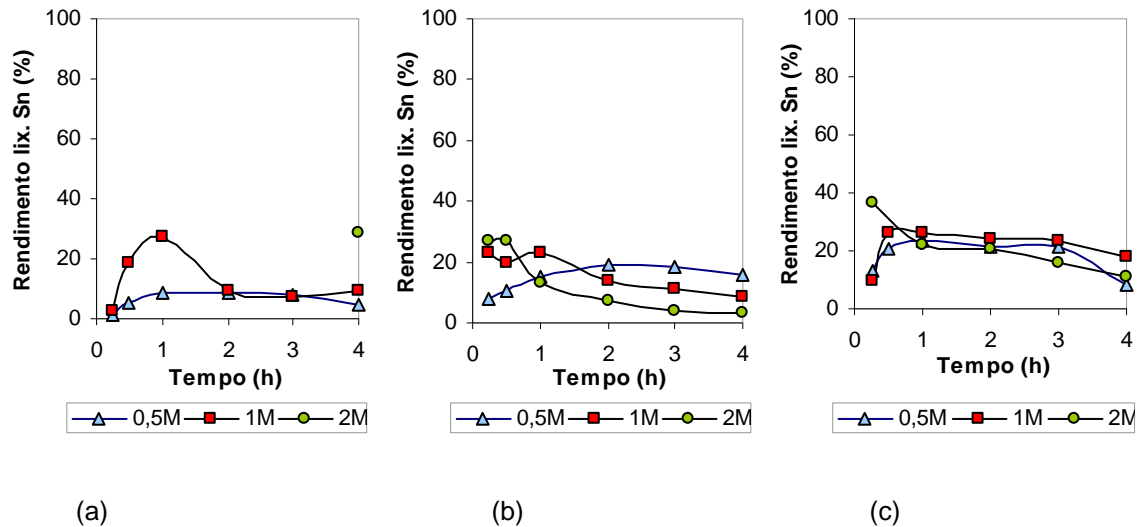 Rendimento lix. Sn (%)
100
80
60
40
20
0
0 1 2 3 4
Tempo (h)
0,5M 1M 2M
(a)
Rendimento lix. Sn (%)
100
80
60
40
20
0
0 1 2 3 4
Tempo (h)
0,5M 1M 2M
(b)
Rendimento lix. Sn (%)
100
80
60
40
20
0
0 1 2 3 4
Tempo (h)
0,5M 1M 2M
(c)